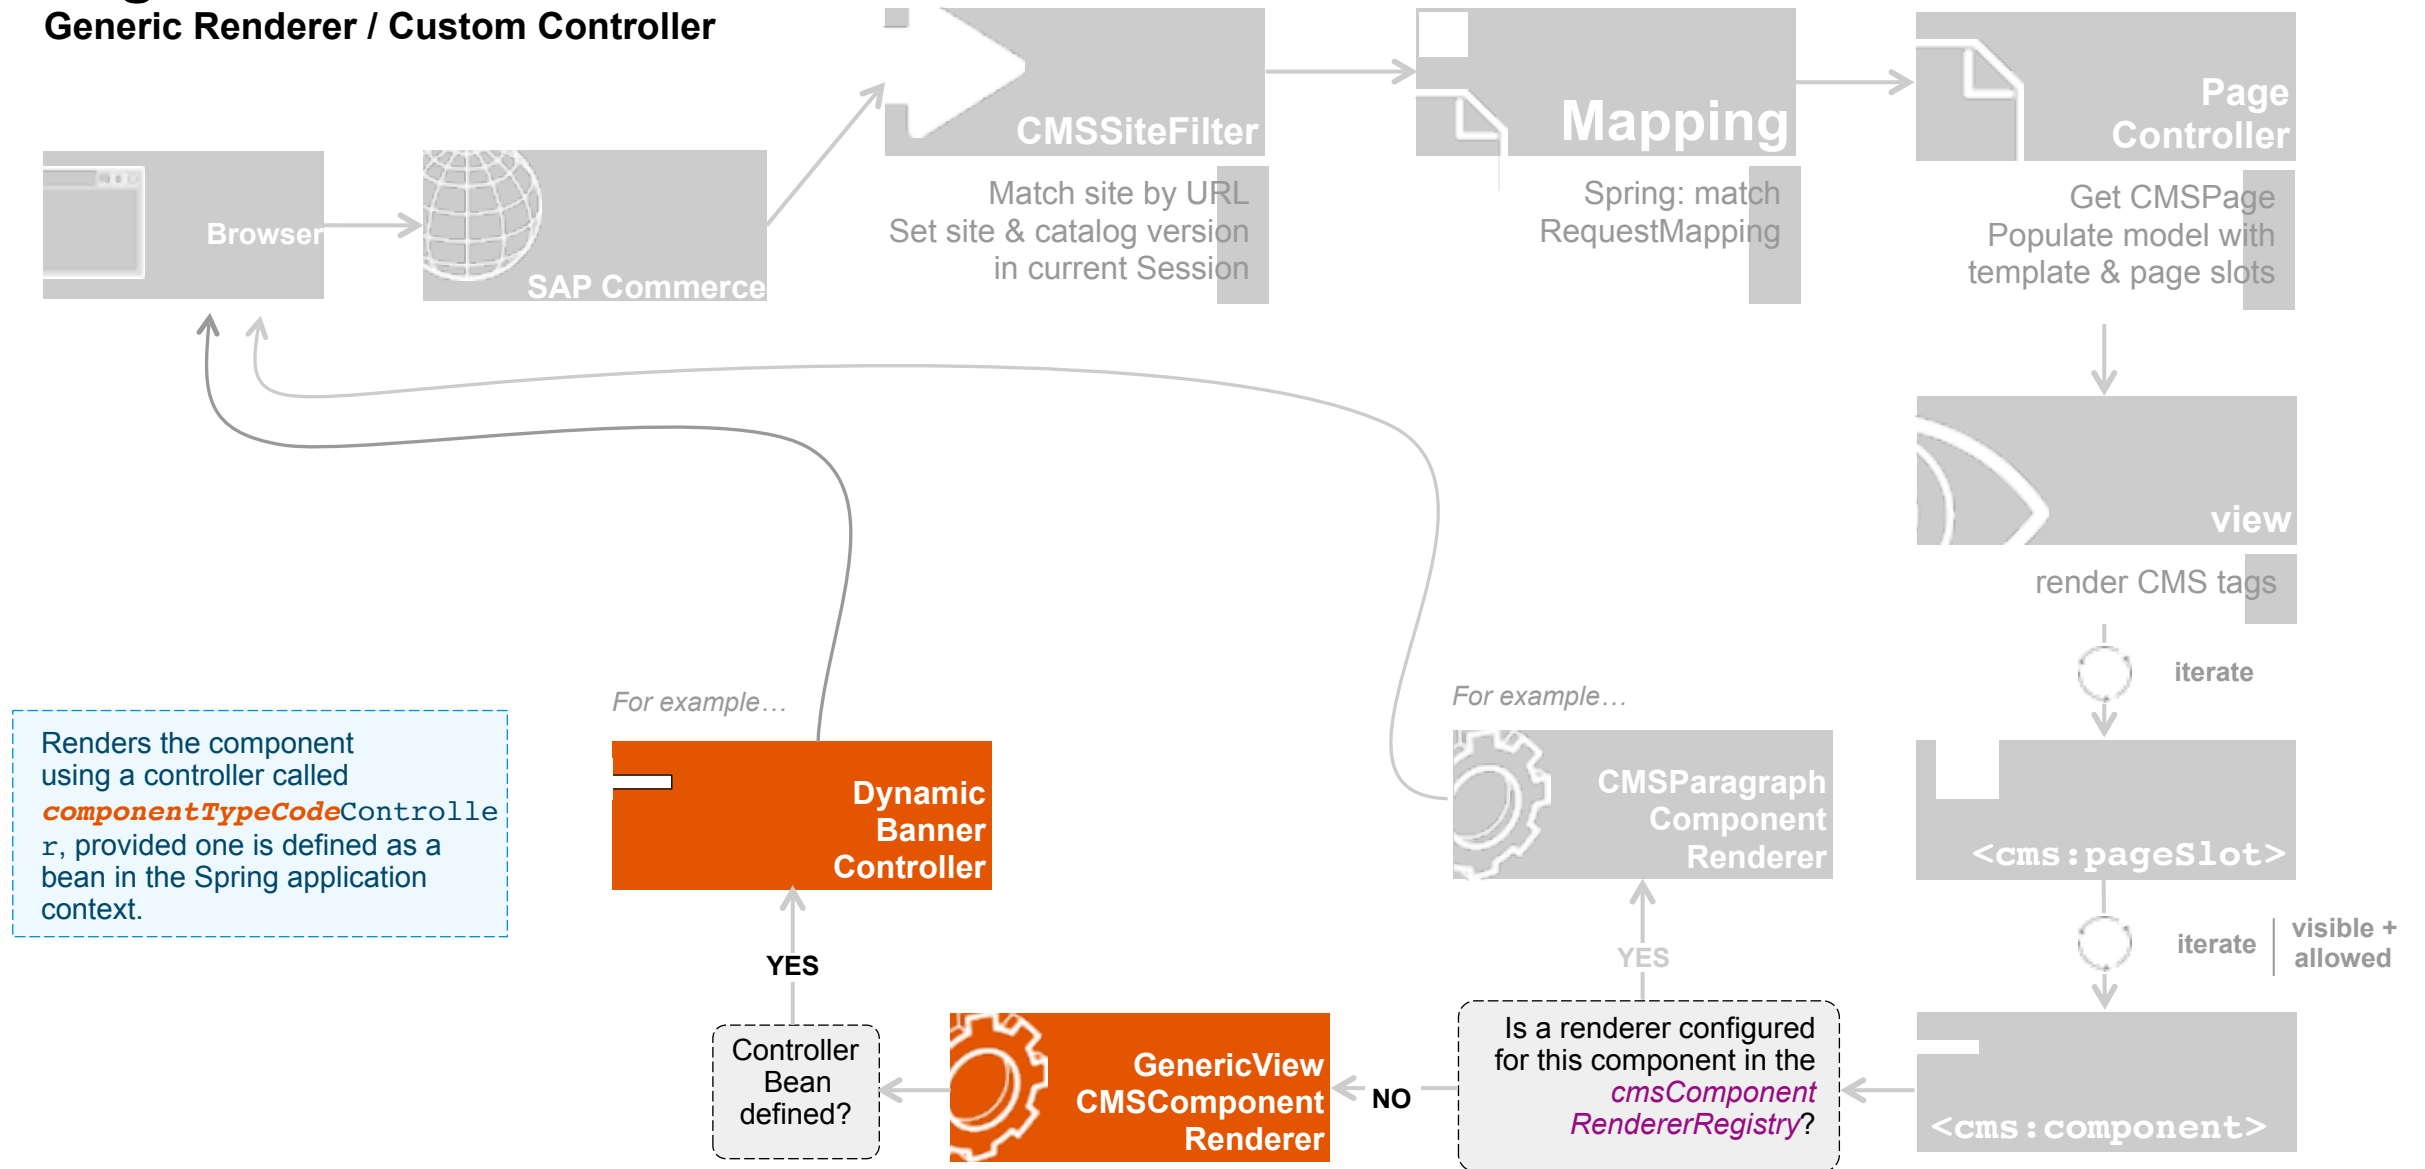 Generic Renderer / Custom Controller
Browser
SAP Commerce
CMSSiteFilter
Match site by URL
Set site & catalog version
in current Session
Mapping
Spring: match
RequestMapping
Page
Controller
Get CMSPage
Populate model with
template & page slots
view
render CMS tags
iterate
<cms:pageSlot>
iterate
visible +
allowed
<cms:component>
Is a renderer configured
for this component in the
cmsComponent
RendererRegistry?
YES
For example…
CMSParagraph
Component
Renderer
NO
GenericView
CMSComponent
Renderer
Controller
Bean
defined?
YES
For example…
Dynamic
Banner
Controller
Renders the component
using a controller called
componentTypeCodeControlle
r, provided one is defined as a
bean in the Spring application
context.